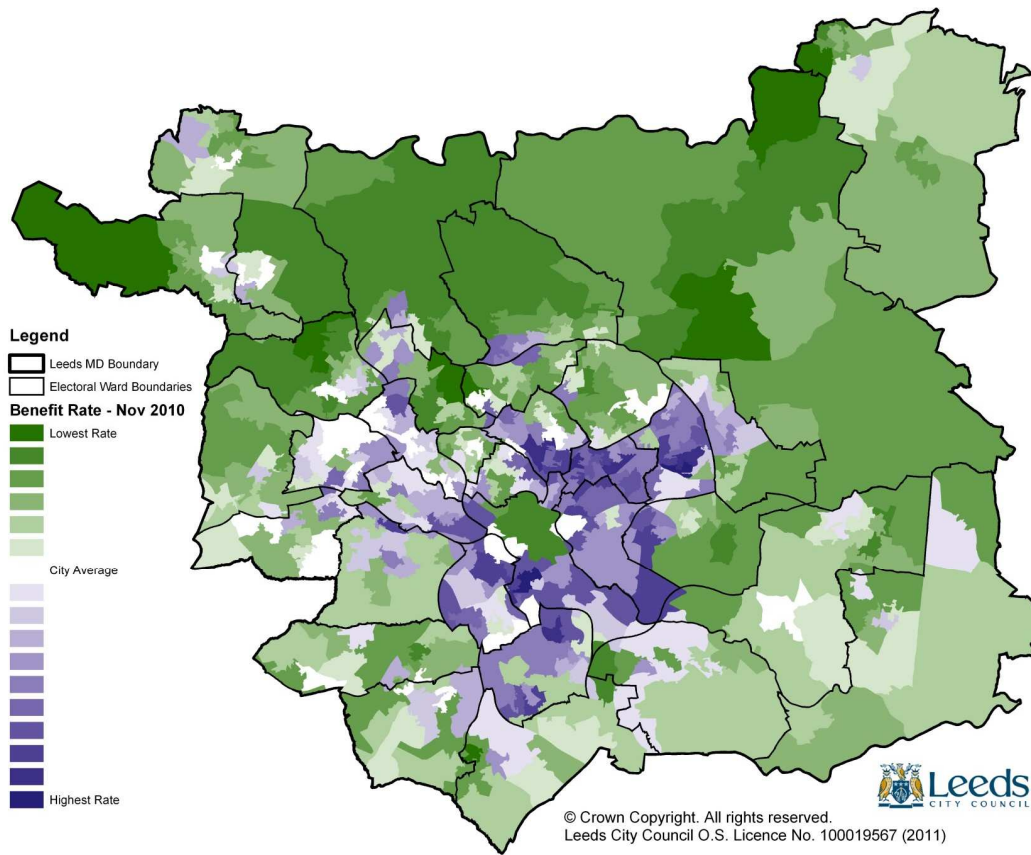 Legend
Leeds MD Boundary
Electoral Ward Boundaries
Benefit Rate - Nov 2010
Lowest Rate
City Average
Highest Rate
Leeds
CITY COUNCIL
© Crown Copyright. All rights reserved.
Leeds City Council O.S. Licence No. 100019567 (2011)